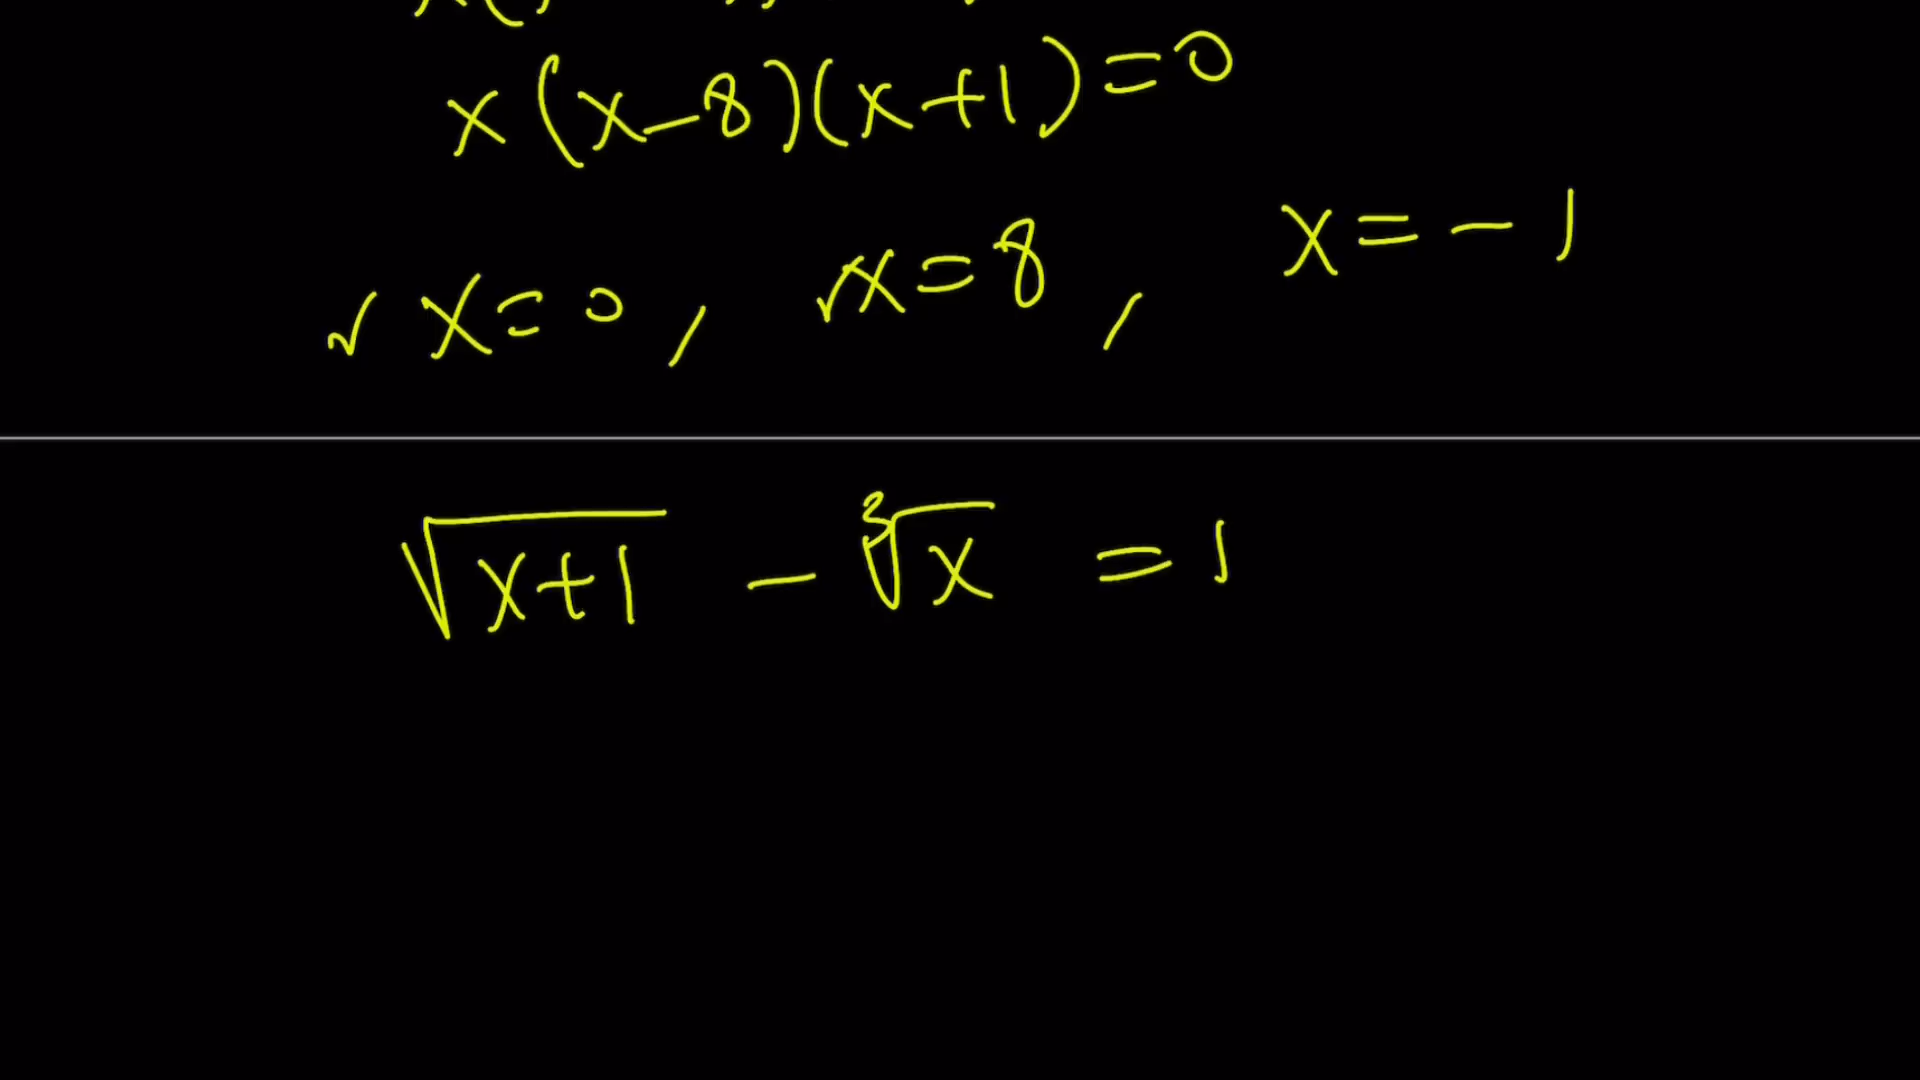 x(x-8)(x+1)=0
√ x=0, √x=8, x=-1
√(x+1) - ∛x = 1